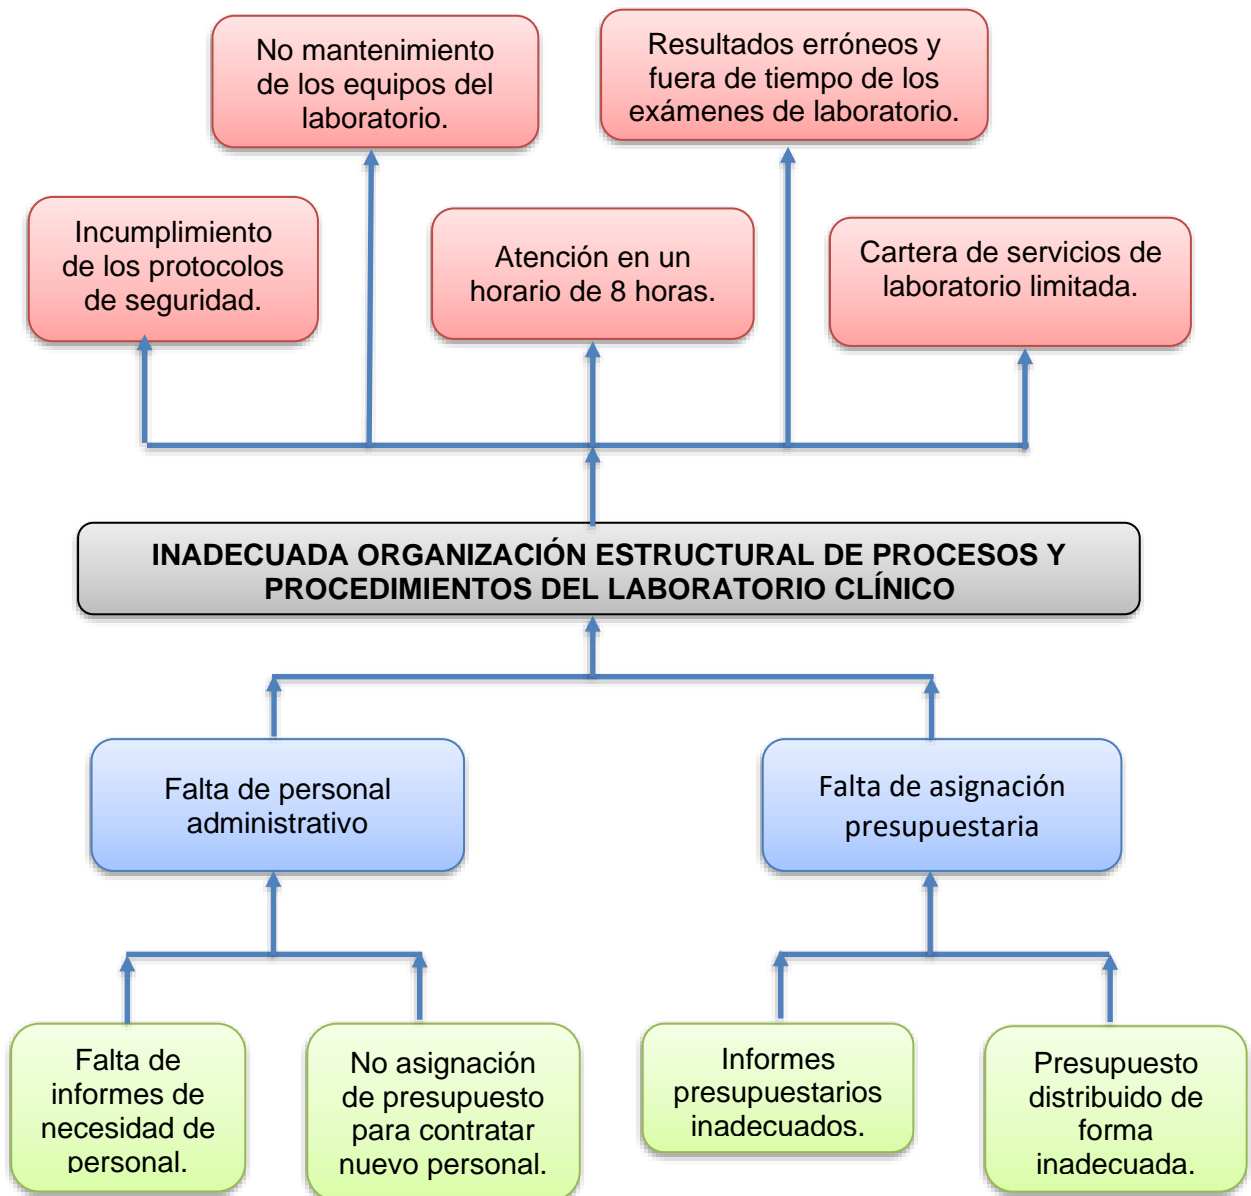 No mantenimiento
de los equipos del
laboratorio.
Resultados erróneos y
fuera de tiempo de los
exámenes de laboratorio.
Incumplimiento
de los protocolos
de seguridad.
Atención en un
horario de 8 horas.
Cartera de servicios de
laboratorio limitada.
INADECUADA ORGANIZACIÓN ESTRUCTURAL DE PROCESOS Y
PROCEDIMIENTOS DEL LABORATORIO CLÍNICO
Falta de personal
administrativo
Falta de asignación
presupuestaria
Falta de
informes de
necesidad de
personal.
No asignación
de presupuesto
para contratar
nuevo personal.
Informes
presupuestarios
inadecuados.
Presupuesto
distribuido de
forma
inadecuada.